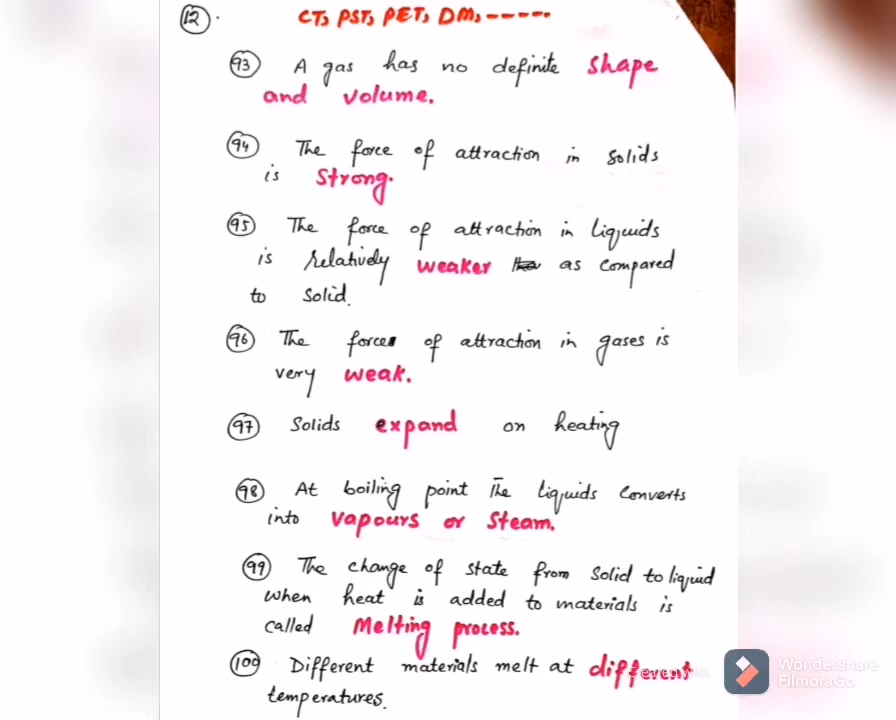 12
CT, PST, PET, DM, -----
93 A gas has no definite shape
and volume.
94 The force of attraction in solids
is Strong.
95 The force of attraction in liquids
is relatively weaker as compared
to solid.
96 The force of attraction in gases is
very weak.
97 Solids expand on heating
98 At boiling point The liquids converts
into vapours or steam.
99 The change of state from solid to liquid
when heat is added to materials is
called Melting process.
100 Different materials melt at different
temperatures.
Created with
Wondershare
FilmoraGo